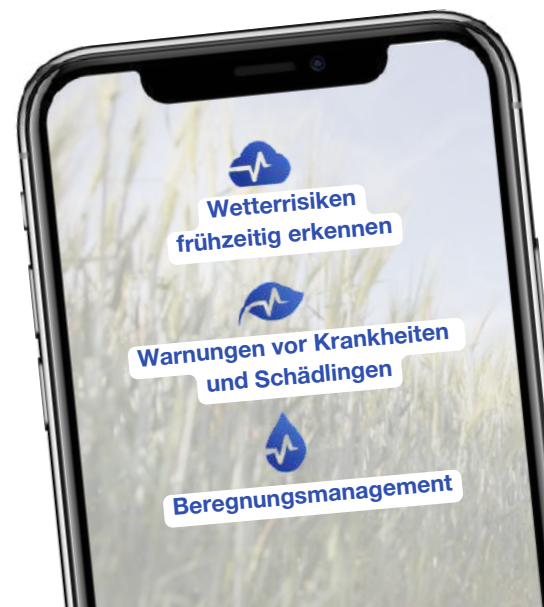 Wetterrisiken
frühzeitig erkennen
Warnungen vor Krankheiten
und Schädlingen
Beregnungsmanagement